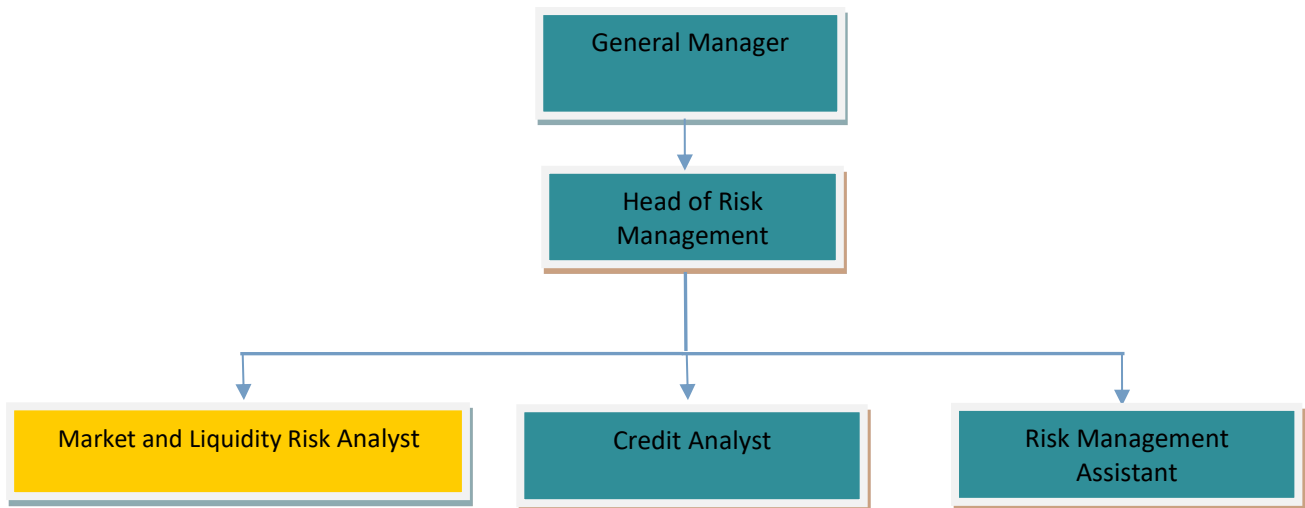 General Manager
Head of Risk
Management
Market and Liquidity Risk Analyst
Credit Analyst
Risk Management
Assistant